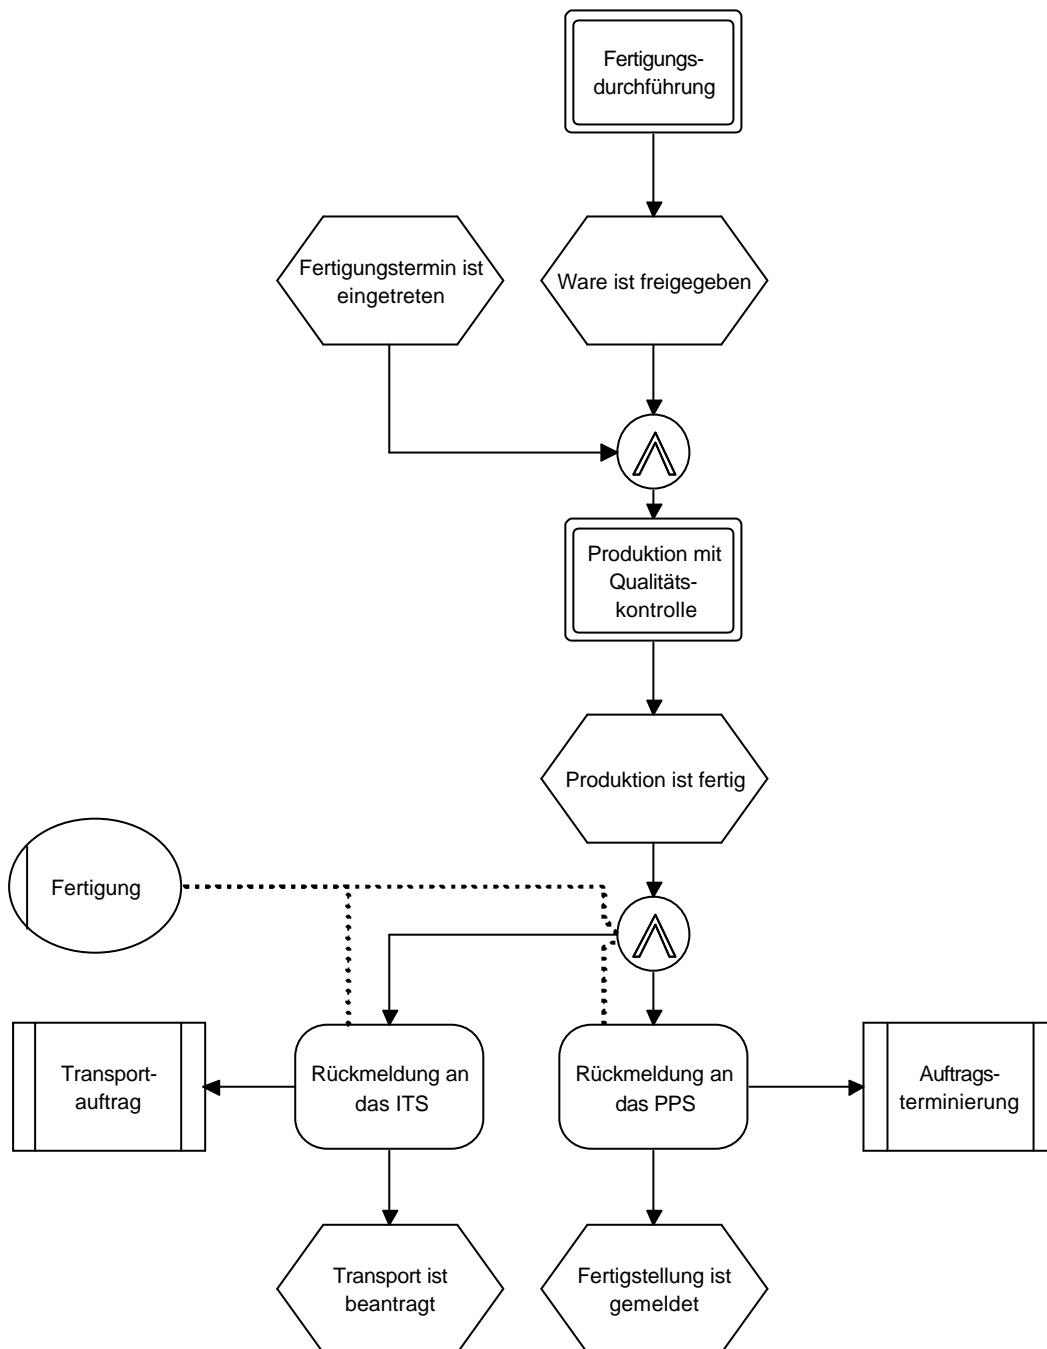 Fertigungs-
durchführung
Fertigungstermin ist
eingetreten
Ware ist freigegeben
Produktion mit
Qualitäts-
kontrolle
Produktion ist fertig
Fertigung
Transport-
auftrag
Rückmeldung an
das ITS
Rückmeldung an
das PPS
Auftrags-
terminierung
Transport ist
beantragt
Fertigstellung ist
gemeldet